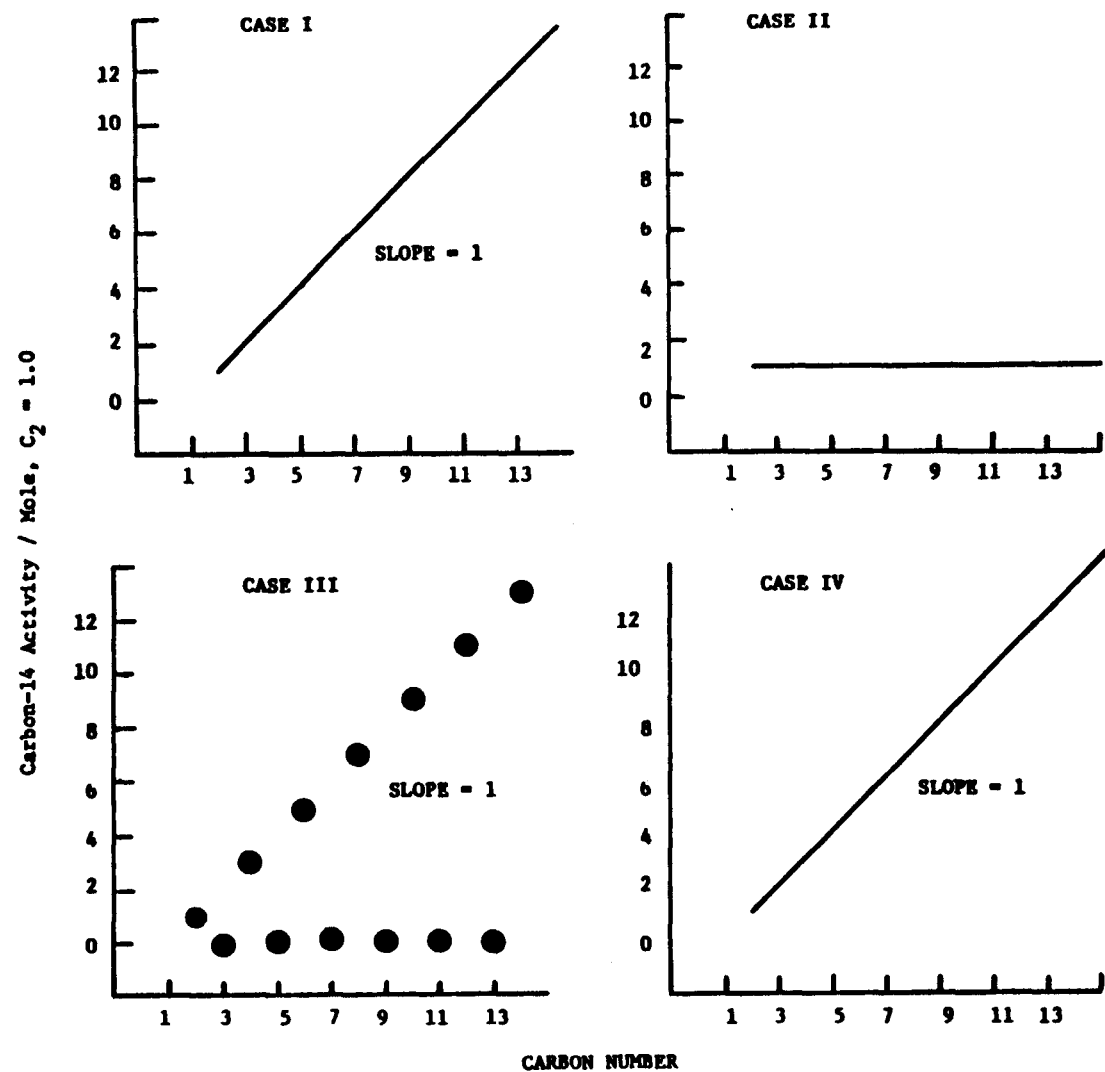 CASE I
12
10
8
6
4
2
0
SLOPE = 1
1 3 5 7 9 11 13
CASE II
12
10
8
6
4
2
0
1 3 5 7 9 11 13
Carbon-14 Activity / Mole, C2 = 1.0
CASE III
12
10
8
6
4
2
0
SLOPE = 1
1 3 5 7 9 11 13
CASE IV
12
10
8
6
4
2
0
SLOPE = 1
1 3 5 7 9 11 13
CARBON NUMBER